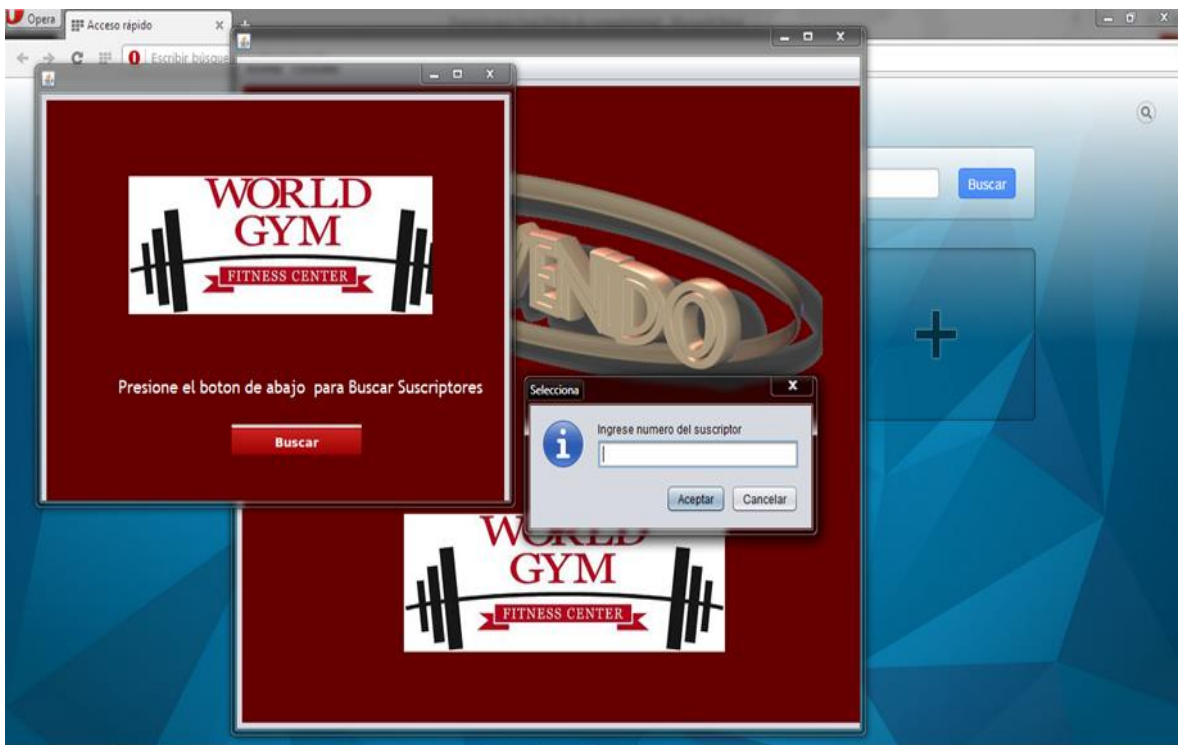 Opera
Acceso rápido
Escribir búsque
Buscar
WORLD
GYM
FITNESS CENTER
Presione el boton de abajo  para Buscar Suscriptores
Buscar
ENDO
Selecciona
Ingrese numero del suscriptor
Aceptar
Cancelar
WORLD
GYM
FITNESS CENTER